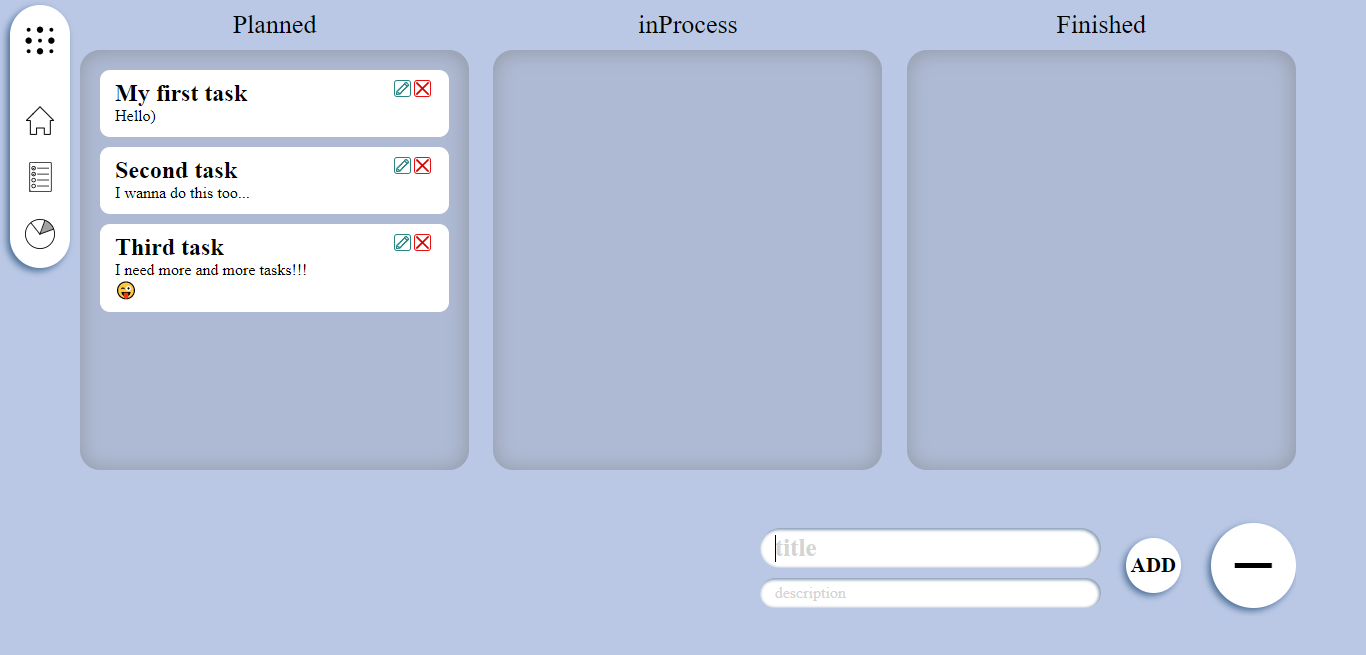 Planned
inProcess
Finished
My first task
Hello)
Second task
I wanna do this too...
Third task
I need more and more tasks!!!
😜
title
description
ADD